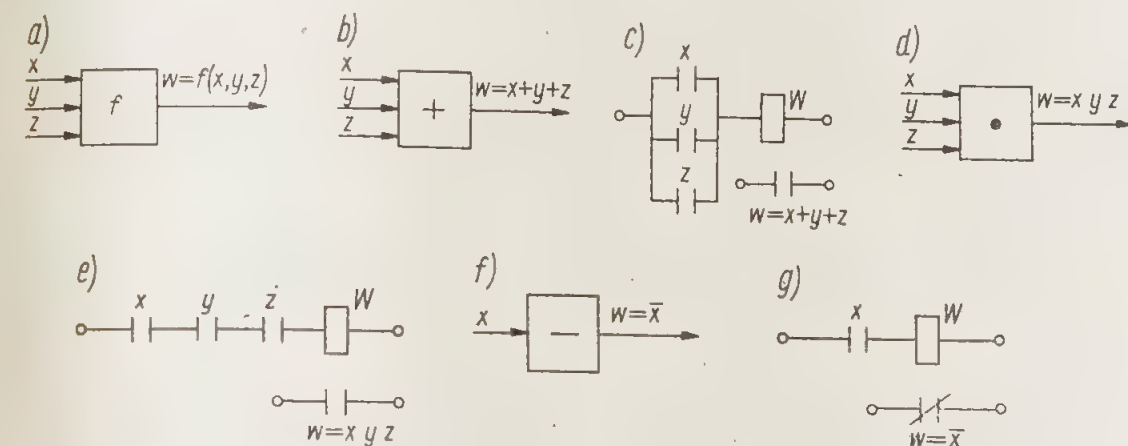 a)
x
y
z
f
w=f(x,y,z)
b)
x
y
z
+
w=x+y+z
c)
x
y
z
W
w=x+y+z
d)
x
y
z
•
w=x y z
e)
x
y
z
W
w=x y z
f)
x
—
w=x̄
g)
x
W
w=x̄